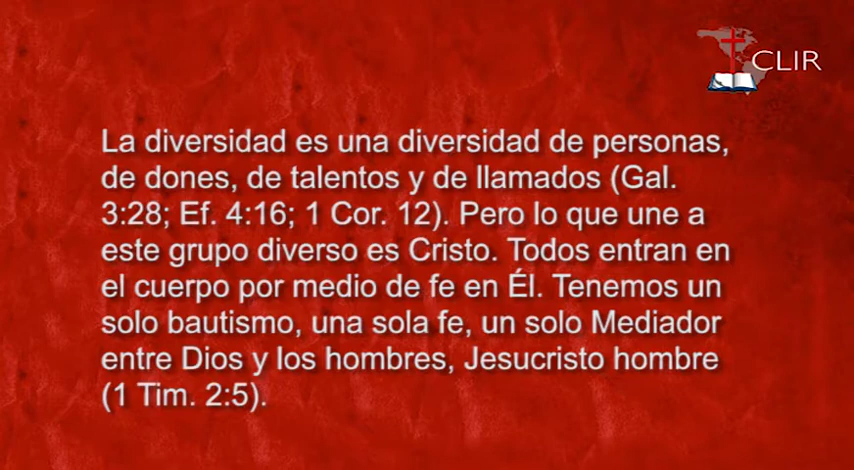 CLIR
La diversidad es una diversidad de personas,
de dones, de talentos y de llamados (Gal.
3:28; Ef. 4:16; 1 Cor. 12). Pero lo que une a
este grupo diverso es Cristo. Todos entran en
el cuerpo por medio de fe en Él. Tenemos un
solo bautismo, una sola fe, un solo Mediador
entre Dios y los hombres, Jesucristo hombre
(1 Tim. 2:5).